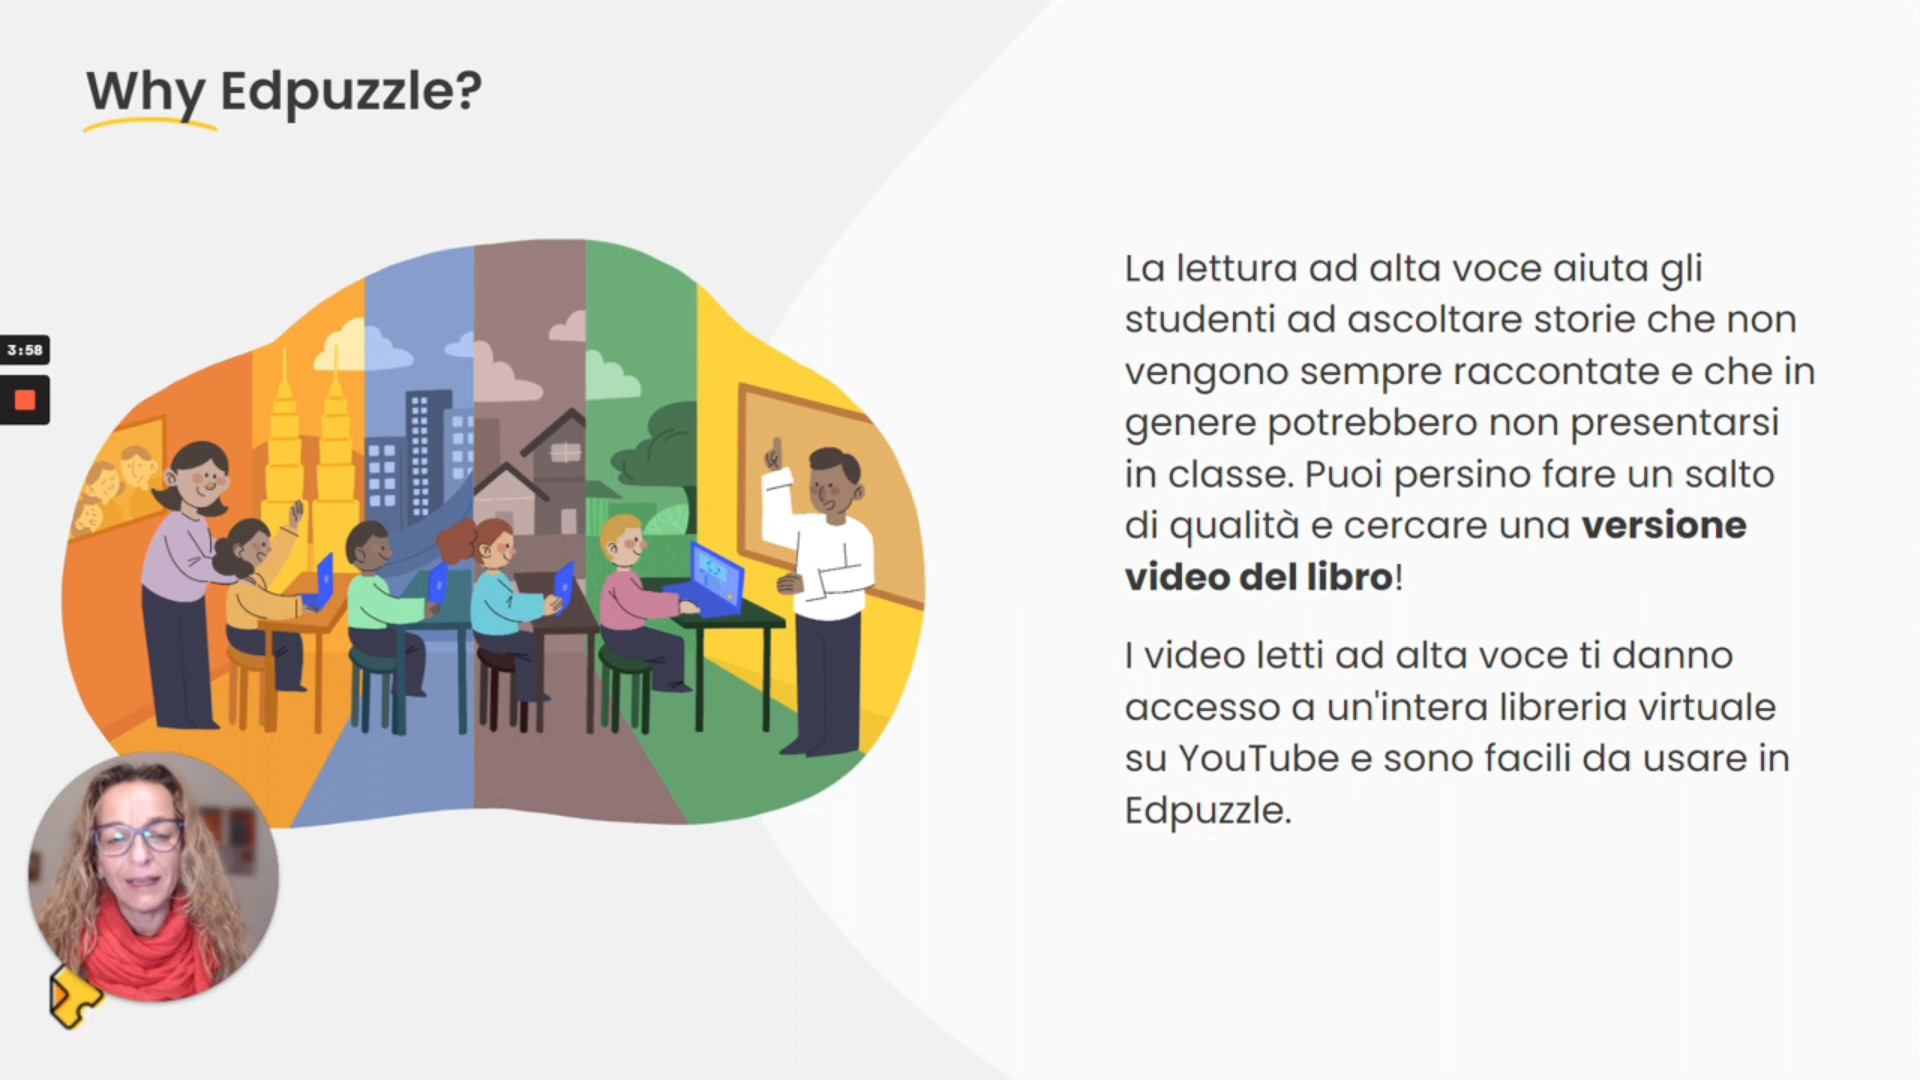 Why Edpuzzle?
3:58
La lettura ad alta voce aiuta gli
studenti ad ascoltare storie che non
vengono sempre raccontate e che in
genere potrebbero non presentarsi
in classe. Puoi persino fare un salto
di qualità e cercare una versione
video del libro!
I video letti ad alta voce ti danno
accesso a un'intera libreria virtuale
su YouTube e sono facili da usare in
Edpuzzle.